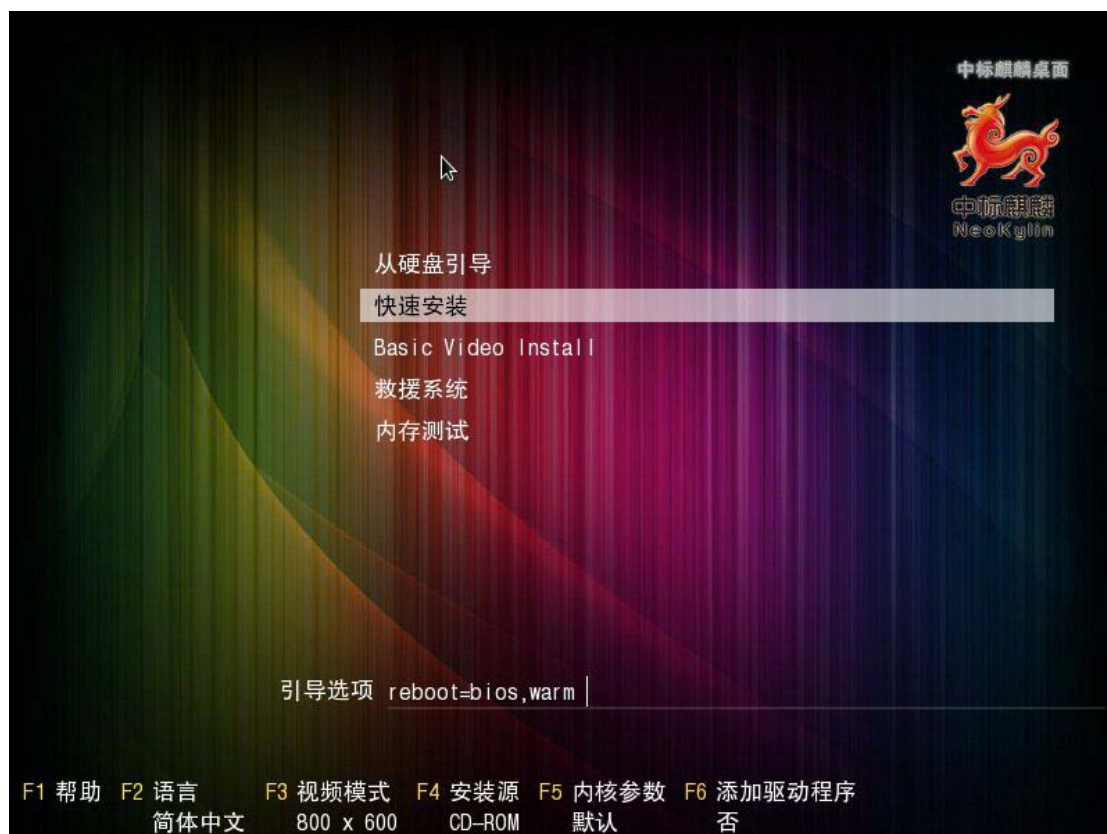 中标麒麟桌面
中标麒麟
NeoKylin
从硬盘引导
快速安装
Basic Video Install
救援系统
内存测试
引导选项 reboot=bios,warm
F1 帮助 F2 语言 F3 视频模式 F4 安装源 F5 内核参数 F6 添加驱动程序
简体中文 800 x 600 CD-ROM 默认 否